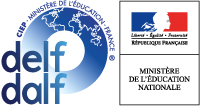 CIEP · MINISTÈRE DE L'ÉDUCATION, FRANCE ®
delf
dalf
Liberté • Égalité • Fraternité
RÉPUBLIQUE FRANÇAISE
MINISTÈRE
DE L'ÉDUCATION
NATIONALE